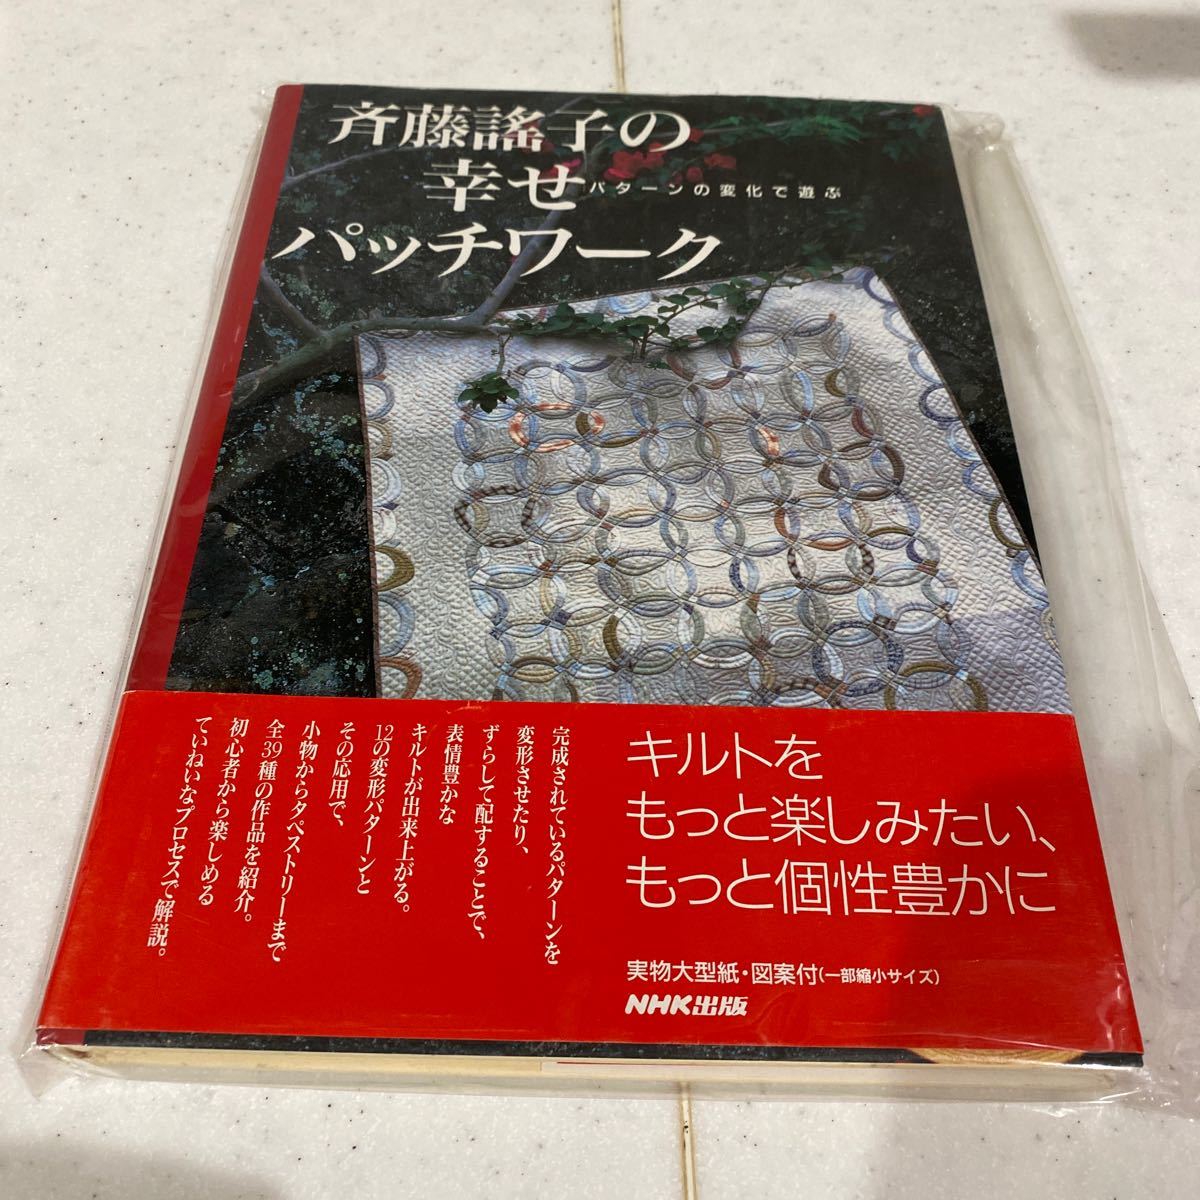 斉藤謠子の
幸せ
パターンの変化で遊ぶ
パッチワーク
キルトを
もっと楽しみたい、
もっと個性豊かに
実物大型紙・図案付（一部縮小サイズ）
NHK出版
完成されているパターンを
変形させたり、
ずらして配することで、
表情豊かな
キルトが出来上がる。
12の変形パターンと
その応用で、
小物からタペストリーまで
全39種の作品を紹介。
初心者から楽しめる
ていねいなプロセスで解説。